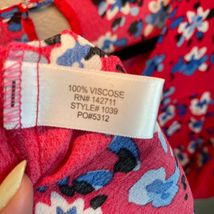 100% VISCOSE
RN# 142711
STYLE# 1039
PO#5312